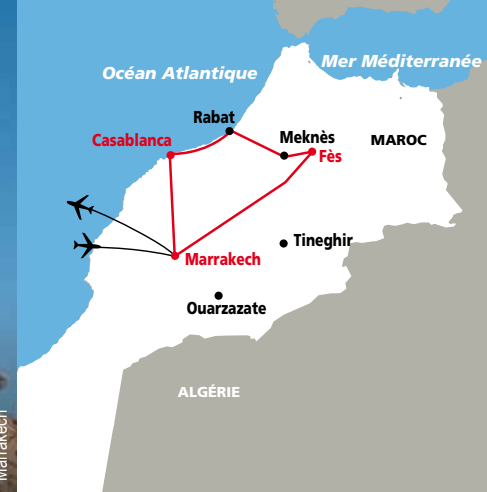 Mer Méditerranée
Océan Atlantique
Rabat
Casablanca
Meknès
MAROC
Fès
Tineghir
Marrakech
Ouarzazate
ALGÉRIE
Marrakech